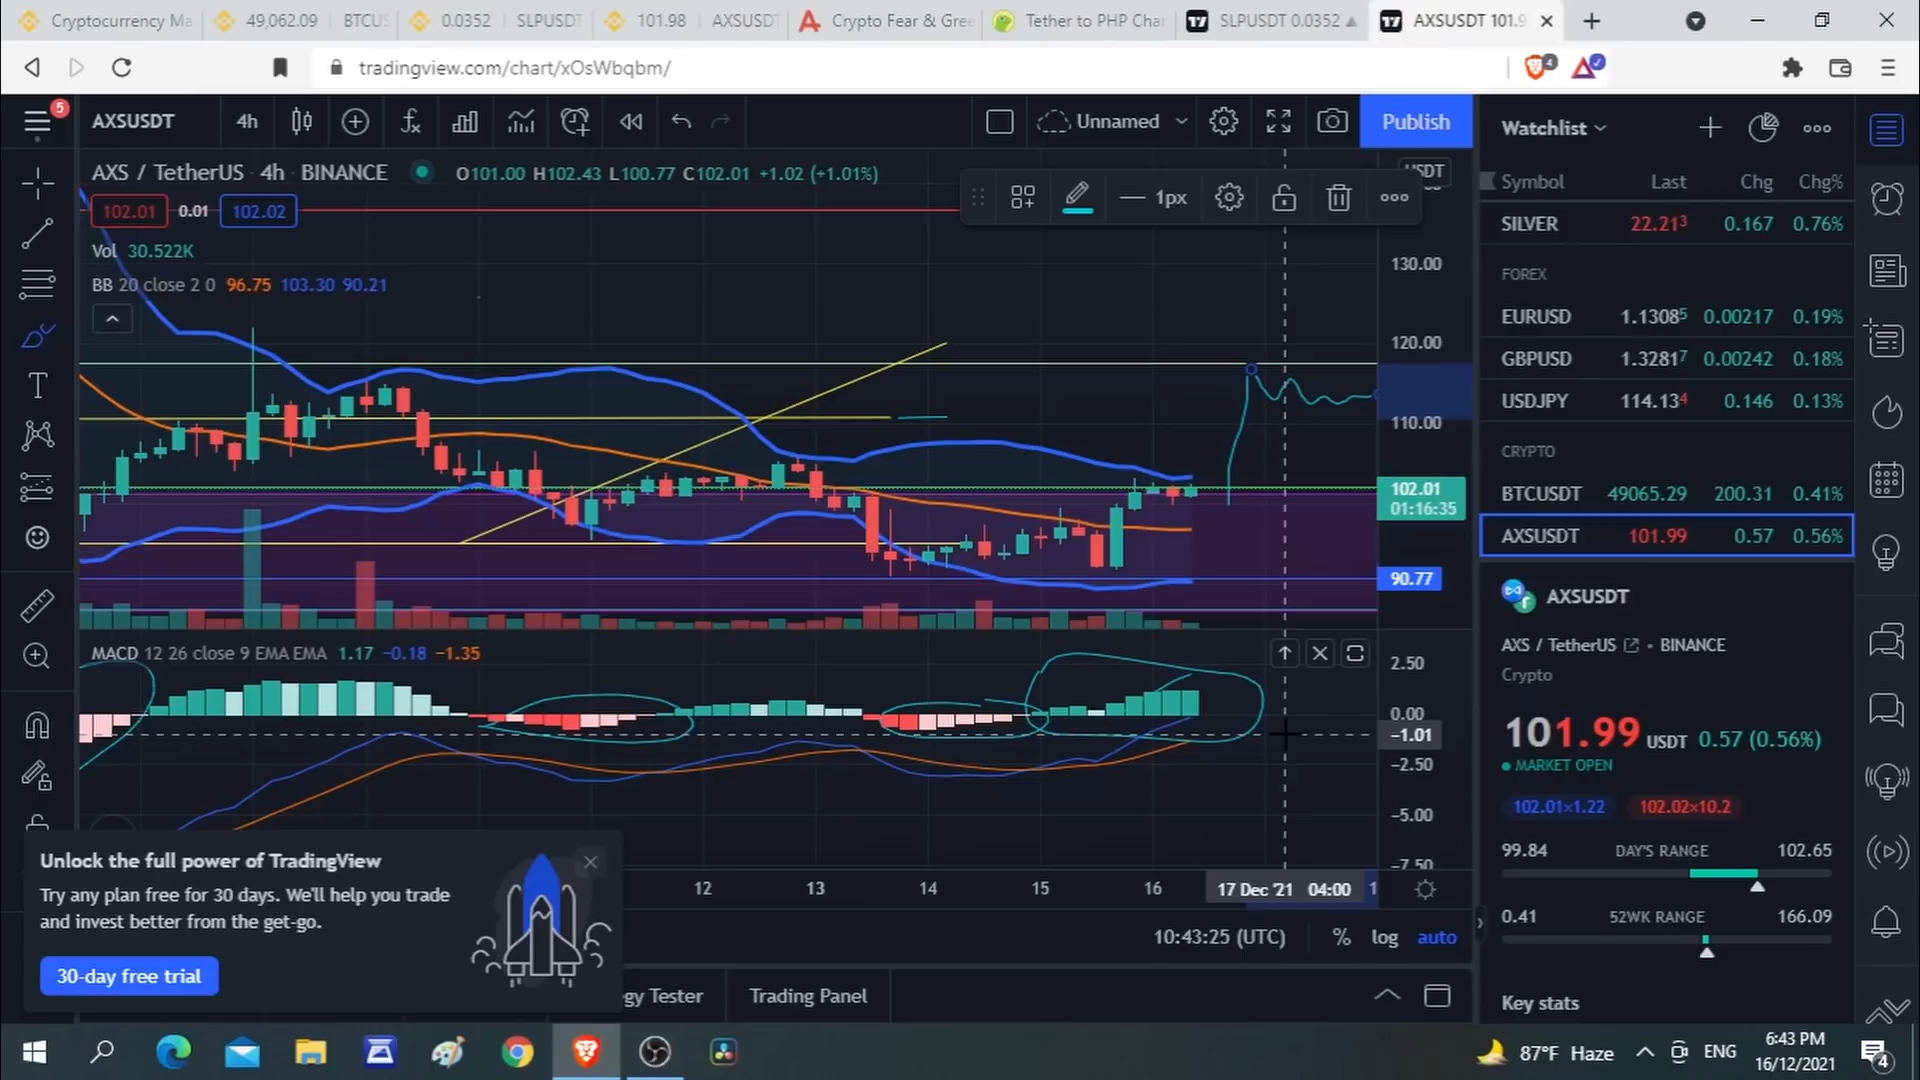 Cryptocurrency Ma
49,062.09 BTCUS
0.0352 SLPUSDT
101.98 AXSUSDT
Crypto Fear & Gre
Tether to PHP Char
SLPUSDT 0.0352
AXSUSDT 101.9
tradingview.com/chart/xOsWbqbm/
4
5
AXSUSDT
4h
Unnamed
Publish
AXS / TetherUS · 4h · BINANCE
O101.00 H102.43 L100.77 C102.01 +1.02 (+1.01%)
102.01 0.01 102.02
1px
USDT
Vol 30.522K
BB 20 close 2 0 96.75 103.30 90.21
130.00
120.00
110.00
102.01
01:16:35
90.77
MACD 12 26 close 9 EMA EMA 1.17 −0.18 −1.35
2.50
0.00
−1.01
−2.50
−5.00
−7.50
12 13 14 15 16 17 Dec '21 04:00
10:43:25 (UTC) % log auto
Unlock the full power of TradingView
Try any plan free for 30 days. We'll help you trade
and invest better from the get-go.
30-day free trial
gy Tester
Trading Panel
Watchlist
Symbol Last Chg Chg%
SILVER 22.213 0.167 0.76%
FOREX
EURUSD 1.13085 0.00217 0.19%
GBPUSD 1.32817 0.00242 0.18%
USDJPY 114.134 0.146 0.13%
CRYPTO
BTCUSDT 49065.29 200.31 0.41%
AXSUSDT 101.99 0.57 0.56%
AXSUSDT
AXS / TetherUS • BINANCE
Crypto
101.99 USDT 0.57 (0.56%)
MARKET OPEN
102.01×1.22 102.02×10.2
99.84 DAY'S RANGE 102.65
0.41 52WK RANGE 166.09
Key stats
87°F Haze
ENG
6:43 PM
16/12/2021
4